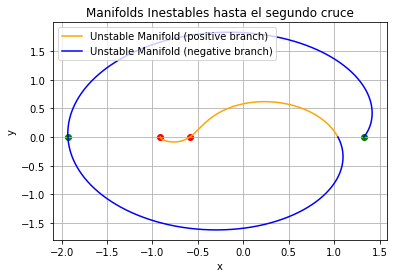 Manifolds Inestables hasta el segundo cruce
Unstable Manifold (positive branch)
Unstable Manifold (negative branch)
1.5
1.0
0.5
0.0
−0.5
−1.0
−1.5
y
−2.0 −1.5 −1.0 −0.5 0.0 0.5 1.0 1.5
x